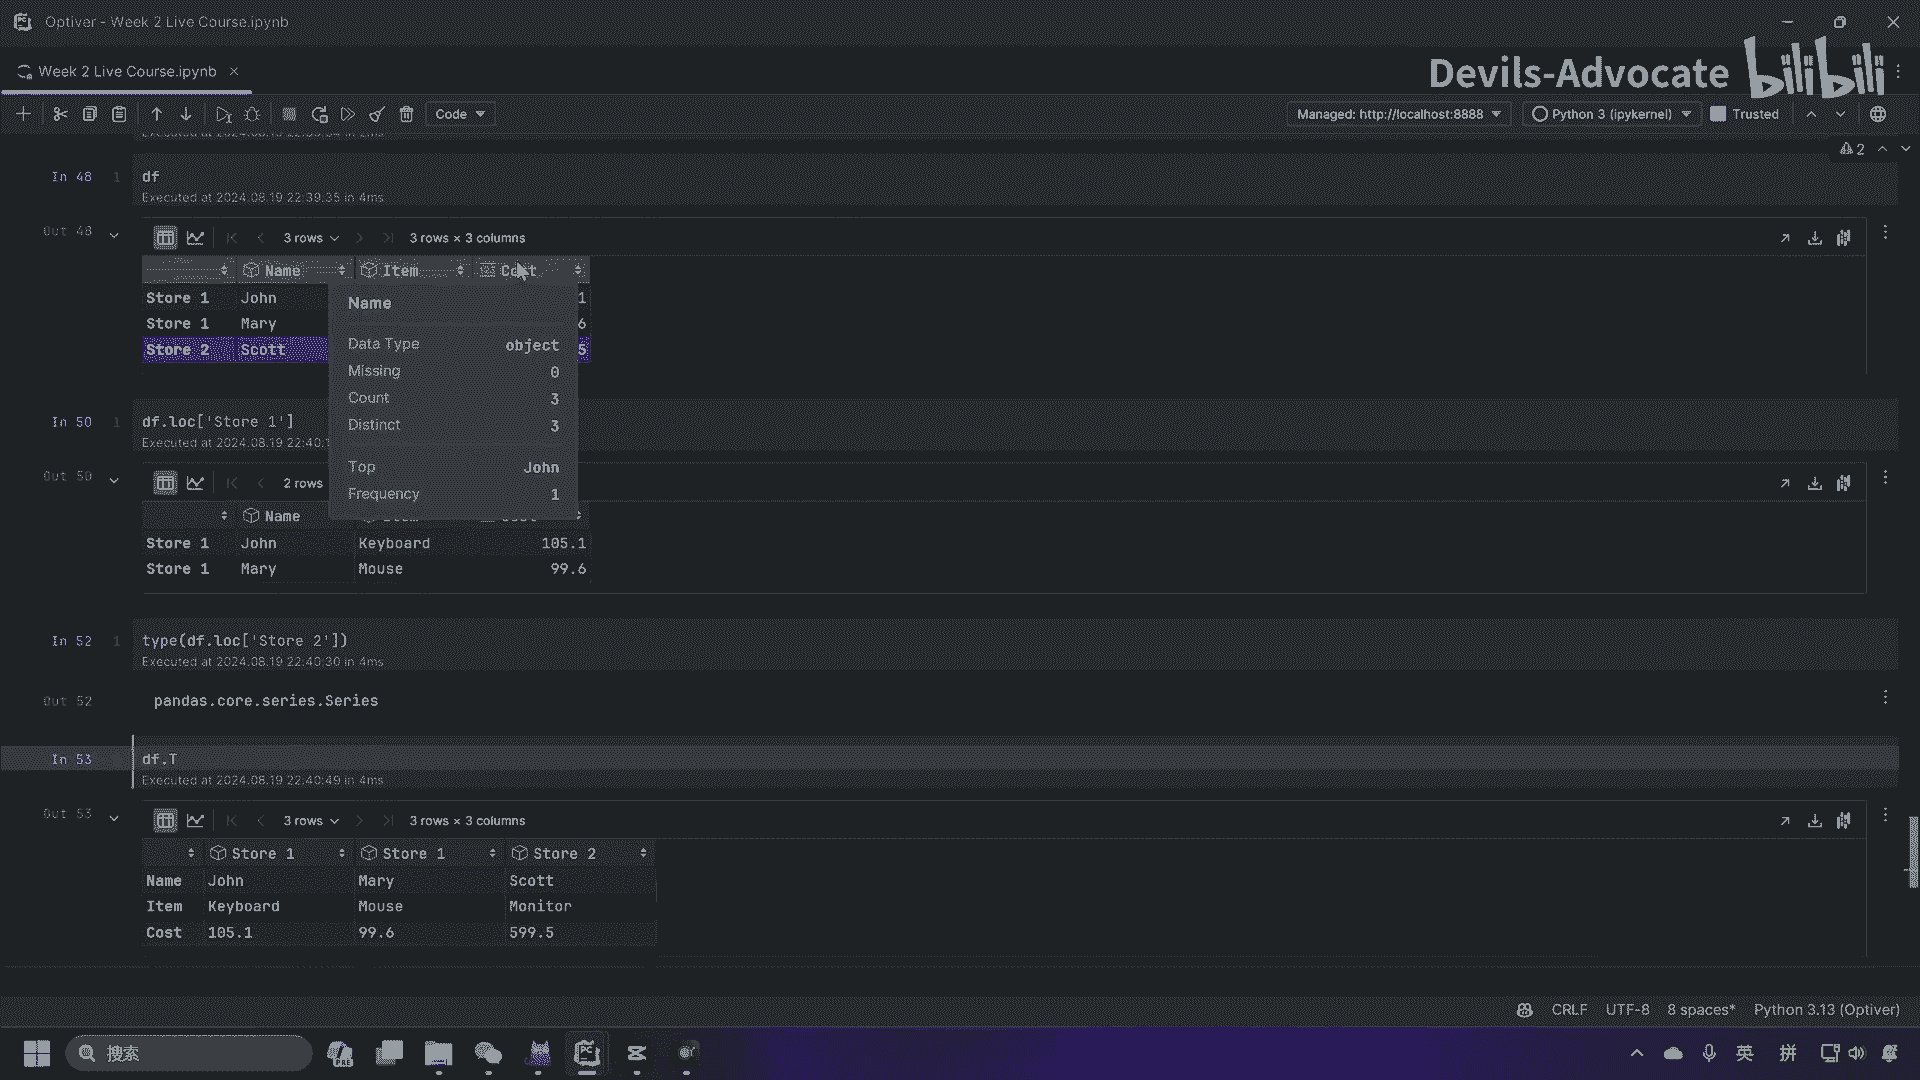 Optiver - Week 2 Live Course.ipynb
Week 2 Live Course.ipynb
Devils-Advocate bilibili
Code
Managed: http://localhost:8888
Python 3 (ipykernel)
Trusted
2
In 48 1 df
Executed at 2024.08.19 22:39:35 in 4ms
Out 48
3 rows
3 rows × 3 columns
Name Item Cost
Store 1 John 1
Store 1 Mary 6
Store 2 Scott 5
Name
Data Type object
Missing 0
Count 3
Distinct 3
Top John
Frequency 1
In 50 1 df.loc['Store 1']
Executed at 2024.08.19 22:40:1
Out 50
2 rows
Name
Store 1 John Keyboard 105.1
Store 1 Mary Mouse 99.6
In 52 1 type(df.loc['Store 2'])
Executed at 2024.08.19 22:40:30 in 4ms
Out 52 pandas.core.series.Series
In 53 df.T
Executed at 2024.08.19 22:40:49 in 4ms
Out 53
3 rows
3 rows × 3 columns
Store 1 Store 1 Store 2
Name John Mary Scott
Item Keyboard Mouse Monitor
Cost 105.1 99.6 599.5
CRLF UTF-8 8 spaces* Python 3.13 (Optiver)
搜索
PRE
PC
英 拼